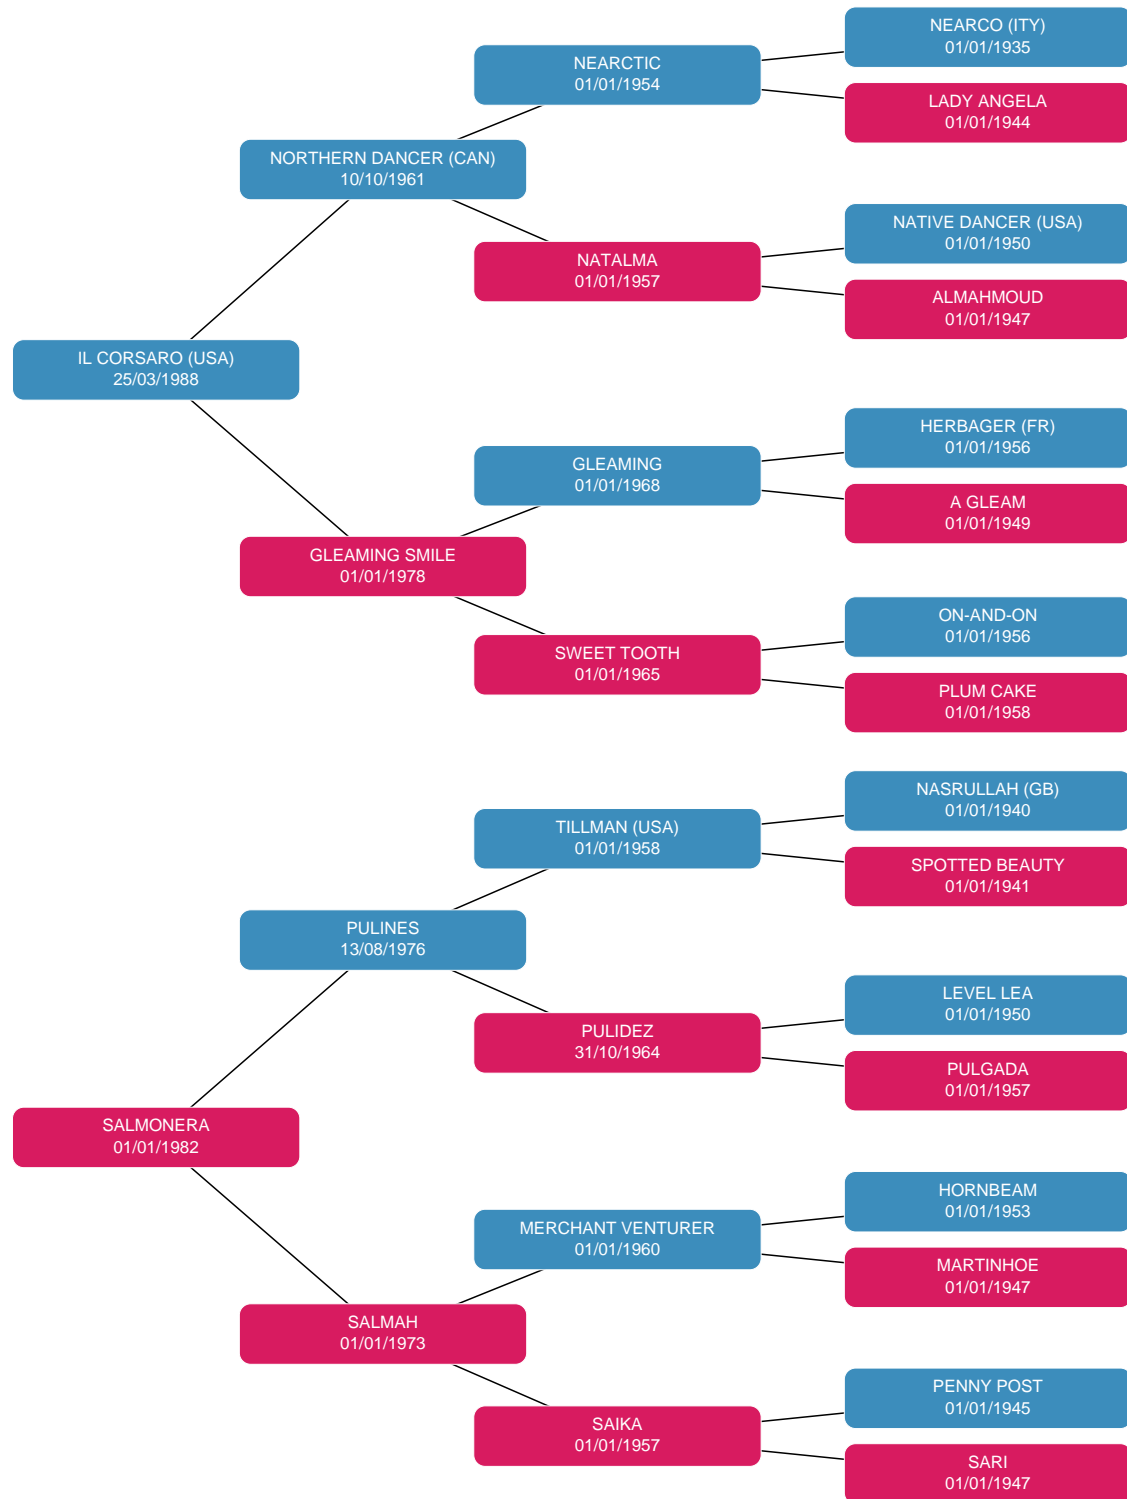 NEARCO (ITY)
01/01/1935
NEARCTIC
01/01/1954
LADY ANGELA
01/01/1944
NORTHERN DANCER (CAN)
10/10/1961
NATIVE DANCER (USA)
01/01/1950
NATALMA
01/01/1957
ALMAHMOUD
01/01/1947
IL CORSARO (USA)
25/03/1988
HERBAGER (FR)
01/01/1956
GLEAMING
01/01/1968
A GLEAM
01/01/1949
GLEAMING SMILE
01/01/1978
ON-AND-ON
01/01/1956
SWEET TOOTH
01/01/1965
PLUM CAKE
01/01/1958
NASRULLAH (GB)
01/01/1940
TILLMAN (USA)
01/01/1958
SPOTTED BEAUTY
01/01/1941
PULINES
13/08/1976
LEVEL LEA
01/01/1950
PULIDEZ
31/10/1964
PULGADA
01/01/1957
SALMONERA
01/01/1982
HORNBEAM
01/01/1953
MERCHANT VENTURER
01/01/1960
MARTINHOE
01/01/1947
SALMAH
01/01/1973
PENNY POST
01/01/1945
SAIKA
01/01/1957
SARI
01/01/1947